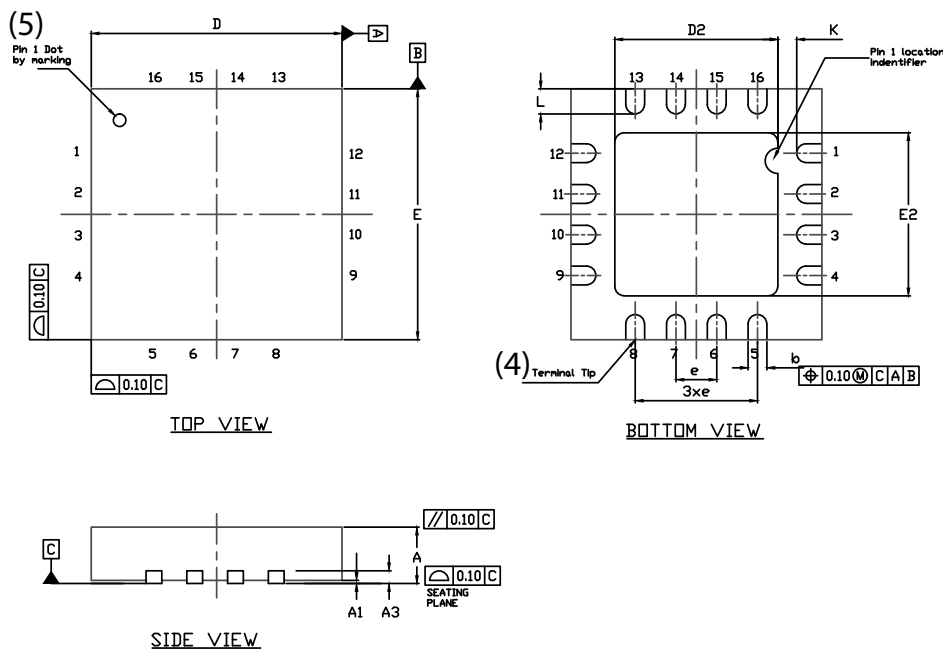 (5)
Pin 1 Dot
by marking
D
A
B
16 15 14 13
1
2
3
4
12
11
10
9
E
0.10 C
5 6 7 8
0.10 C
TOP VIEW
D2
K
Pin 1 location
indentifier
13 14 15 16
L
12
11
10
9
1
2
3
4
E2
8 7 6 5
(4) Terminal Tip
e
3xe
b
⌖ 0.10 Ⓜ C A B
BOTTOM VIEW
// 0.10 C
C
A
0.10 C
SEATING
PLANE
A1 A3
SIDE VIEW